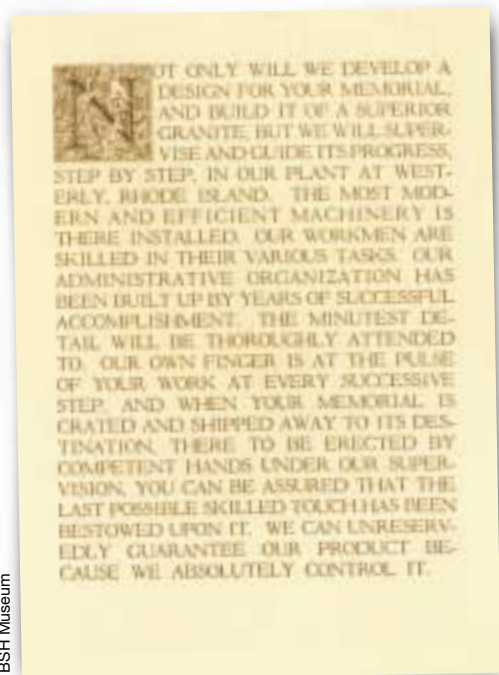 NOT ONLY WILL WE DEVELOP A
DESIGN FOR YOUR MEMORIAL,
AND BUILD IT OF A SUPERIOR
GRANITE, BUT WE WILL SUPER-
VISE AND GUIDE ITS PROGRESS,
STEP BY STEP, IN OUR PLANT AT WEST-
ERLY, RHODE ISLAND. THE MOST MOD-
ERN AND EFFICIENT MACHINERY IS
THERE INSTALLED. OUR WORKMEN ARE
SKILLED IN THEIR VARIOUS TASKS. OUR
ADMINISTRATIVE ORGANIZATION HAS
BEEN BUILT UP BY YEARS OF SUCCESSFUL
ACCOMPLISHMENT. THE MINUTEST DE-
TAIL WILL BE THOROUGHLY ATTENDED
TO. OUR OWN FINGER IS AT THE PULSE
OF YOUR WORK AT EVERY SUCCESSIVE
STEP. AND WHEN YOUR MEMORIAL IS
CRATED AND SHIPPED AWAY TO ITS DES-
TINATION, THERE TO BE ERECTED BY
COMPETENT HANDS UNDER OUR SUPER-
VISION, YOU CAN BE ASSURED THAT THE
LAST POSSIBLE SKILLED TOUCH HAS BEEN
BESTOWED UPON IT. WE CAN UNRESERV-
EDLY GUARANTEE OUR PRODUCT BE-
CAUSE WE ABSOLUTELY CONTROL IT.
BSH Museum